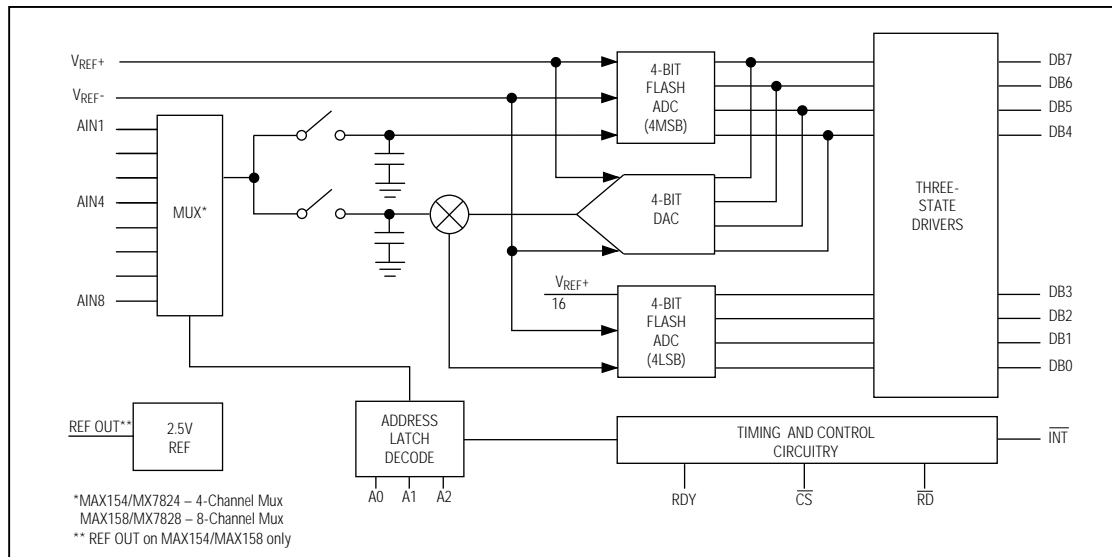 VREF+
VREF-
AIN1
AIN4
AIN8
MUX*
4-BIT
FLASH
ADC
(4MSB)
4-BIT
DAC
VREF+
16
4-BIT
FLASH
ADC
(4LSB)
THREE-
STATE
DRIVERS
DB7
DB6
DB5
DB4
DB3
DB2
DB1
DB0
REF OUT**
2.5V
REF
ADDRESS
LATCH
DECODE
A0 A1 A2
TIMING AND CONTROL
CIRCUITRY
INT
RDY CS RD
*MAX154/MX7824 – 4-Channel Mux
MAX158/MX7828 – 8-Channel Mux
** REF OUT on MAX154/MAX158 only